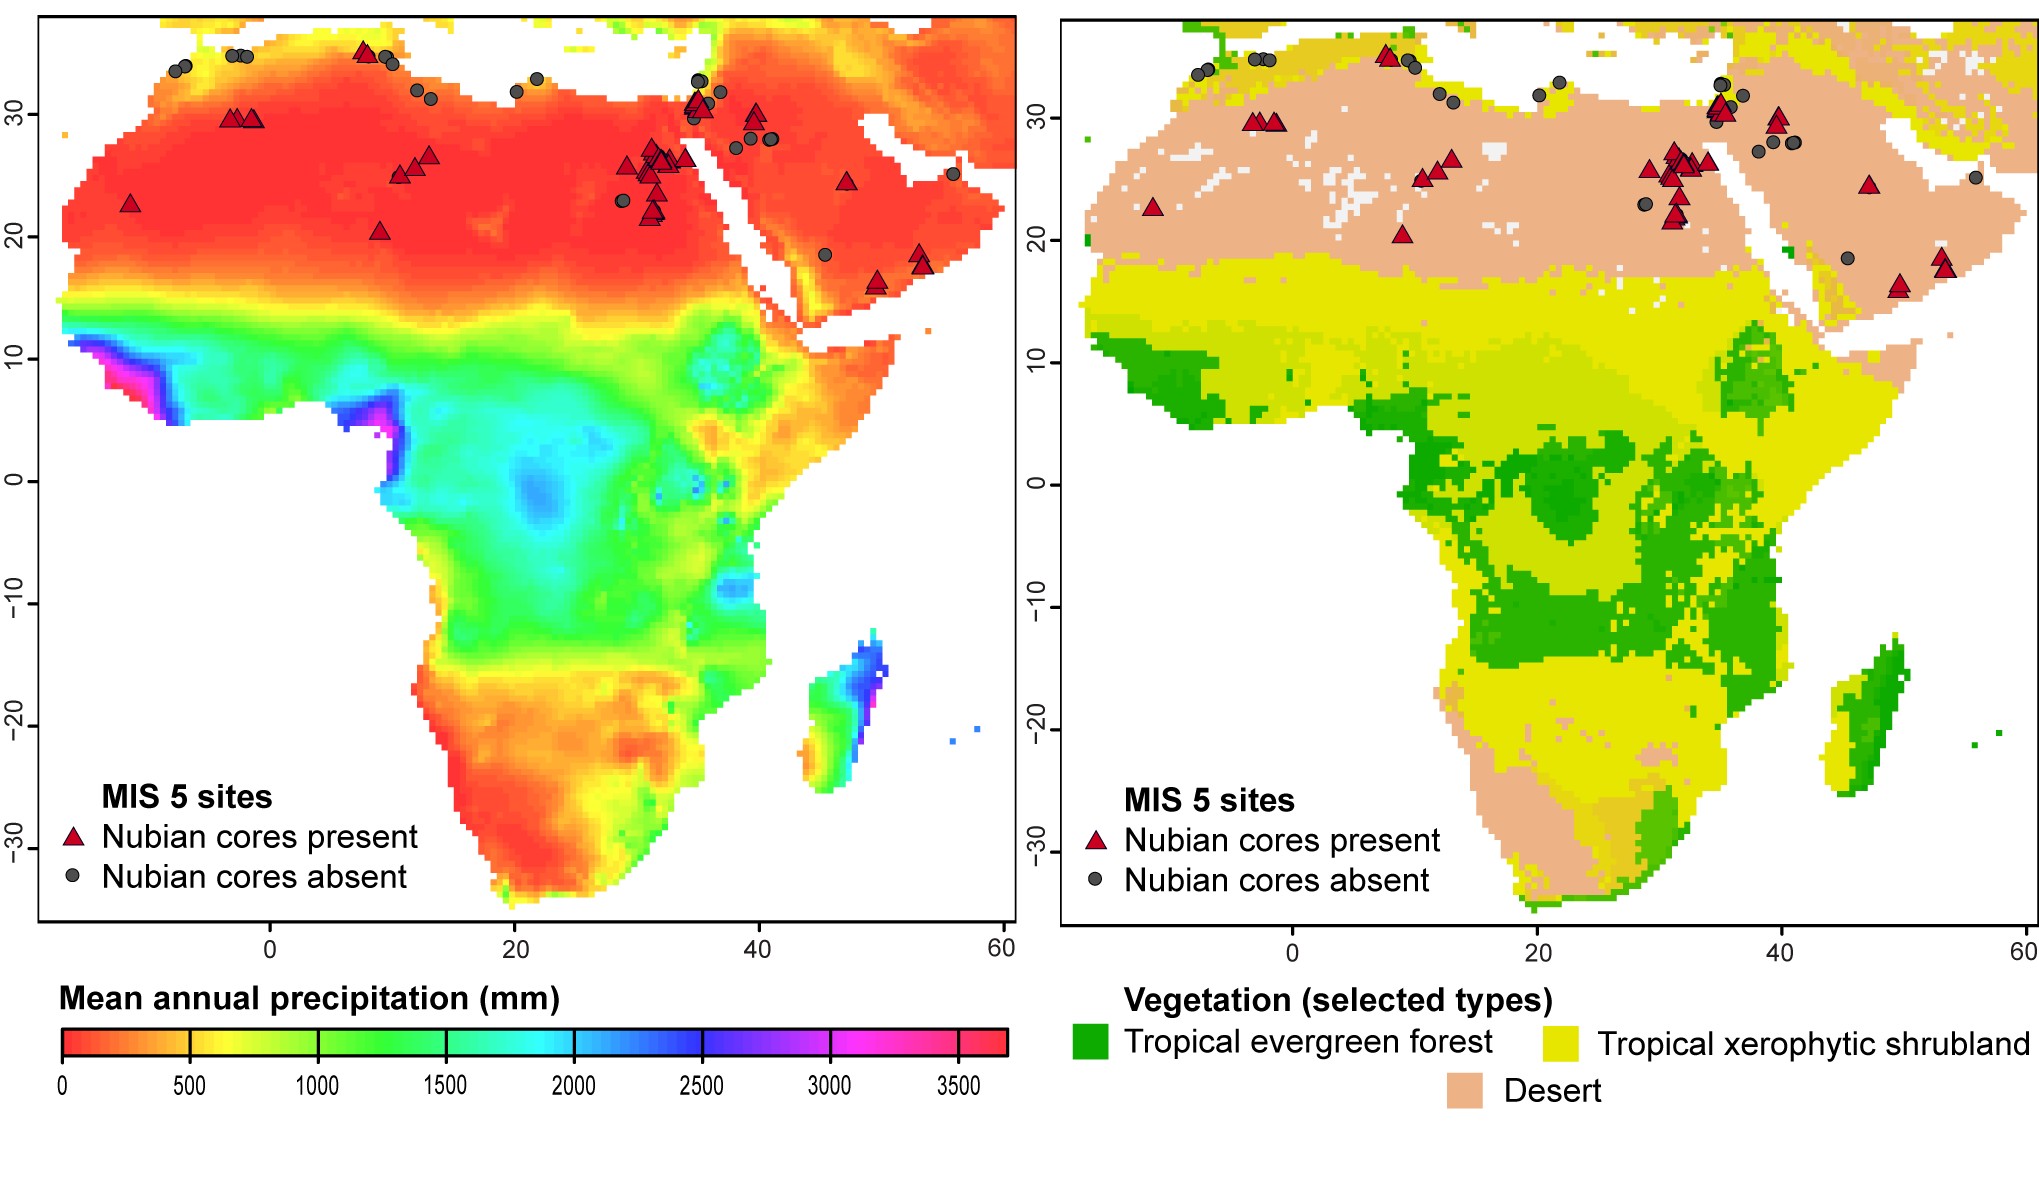 30
20
10
0
−10
−20
−30
MIS 5 sites
Nubian cores present
Nubian cores absent
0
20
40
60
Mean annual precipitation (mm)
0 500 1000 1500 2000 2500 3000 3500
30
20
10
0
−10
−20
−30
MIS 5 sites
Nubian cores present
Nubian cores absent
0
20
40
60
Vegetation (selected types)
Tropical evergreen forest
Tropical xerophytic shrubland
Desert